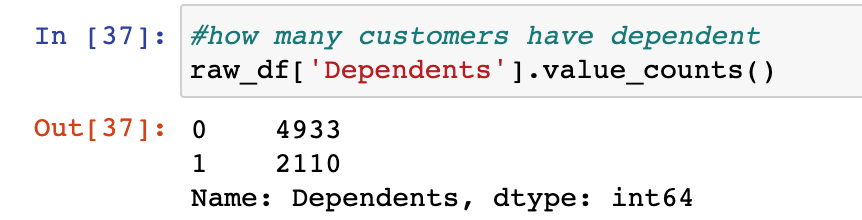 In [37]: #how many customers have dependent
raw_df['Dependents'].value_counts()
Out[37]: 0    4933
1    2110
Name: Dependents, dtype: int64